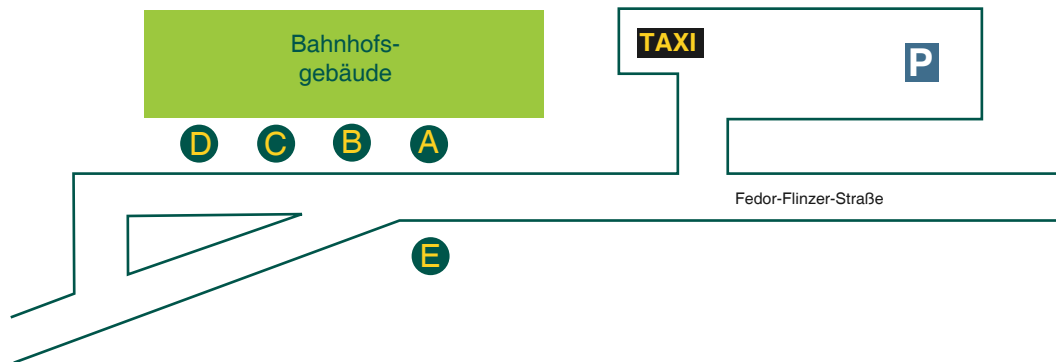 Bahnhofs-
gebäude
TAXI
P
D C B A
Fedor-Flinzer-Straße
E